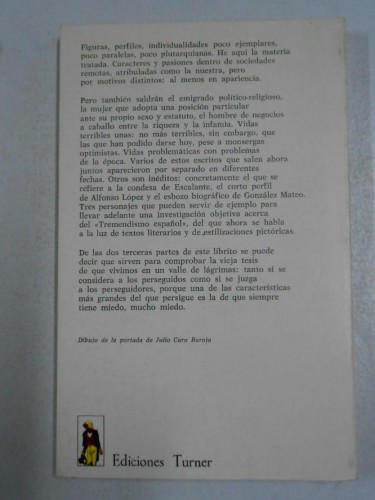 Figuras, perfiles, individualidades poco ejemplares,
poco paralelas, poco plutarquianas. He aquí la materia
tratada. Caracteres y pasiones dentro de sociedades
remotas, atribuladas como la nuestra, pero
por motivos distintos: al menos en apariencia.
Pero también saldrán el emigrado político-religioso,
la mujer que adopta una posición particular
ante su propio sexo y estatuto, el hombre de negocios
a caballo entre la riqueza y la infamia. Vidas
terribles unas: no más terribles, sin embargo, que
las que han podido darse hoy, pese a monsergas
optimistas. Vidas problemáticas con problemas
de la época. Varios de estos escritos que salen ahora
juntos aparecieron por separado en diferentes
fechas. Otros son inéditos: concretamente el que se
refiere a la condesa de Escalante, el corto perfil
de Alfonso López y el esbozo biográfico de González Mateo.
Tres personajes que pueden servir de ejemplo para
llevar adelante una investigación objetiva acerca
del «Tremendismo español», del que ahora se habla
a la luz de textos literarios y de estilizaciones pictóricas.
De las dos terceras partes de este librito se puede
decir que sirven para comprobar la vieja tesis
de que vivimos en un valle de lágrimas: tanto si se
considera a los perseguidos como si se juzga
a los perseguidores, porque una de las características
más grandes del que persigue es la de que siempre
tiene miedo, mucho miedo.
Dibujo de la portada de Julio Caro Baroja
Ediciones Turner